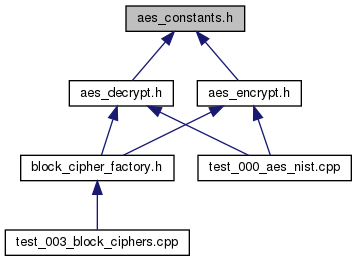 aes_constants.h
aes_decrypt.h
aes_encrypt.h
block_cipher_factory.h
test_000_aes_nist.cpp
test_003_block_ciphers.cpp